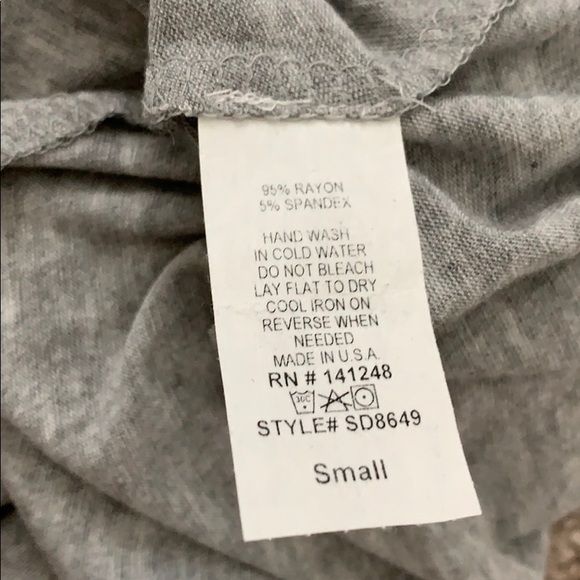 95% RAYON
5% SPANDEX
HAND WASH
IN COLD WATER
DO NOT BLEACH
LAY FLAT TO DRY
COOL IRON ON
REVERSE WHEN
NEEDED
MADE IN U.S.A.
RN # 141248
30C
STYLE# SD8649
Small